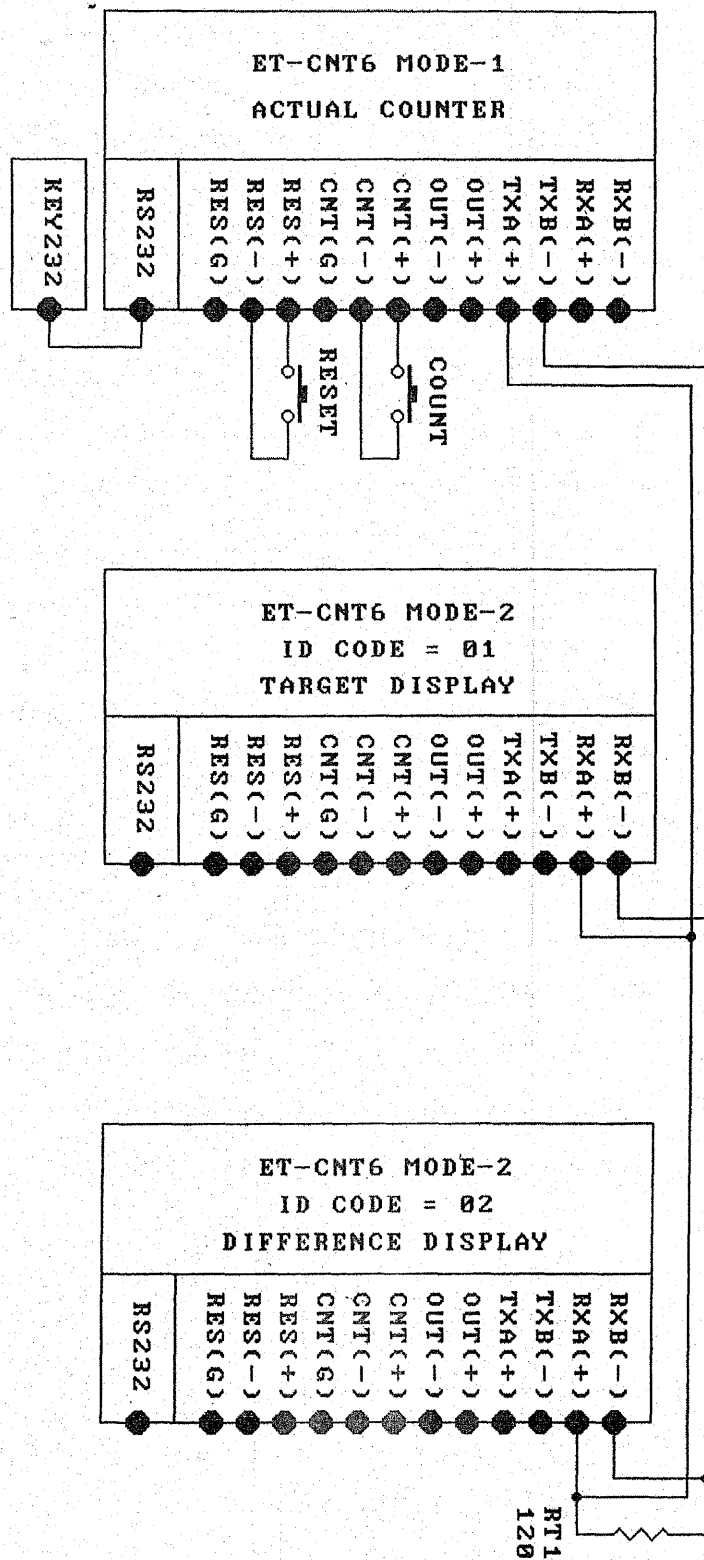 ET-CNT6 MODE-1
ACTUAL COUNTER
KEY232
RS232
RES(G)
RES(-)
RES(+)
CNT(G)
CNT(-)
CNT(+)
OUT(-)
OUT(+)
TXA(+)
TXB(-)
RXA(+)
RXB(-)
RESET
COUNT
ET-CNT6 MODE-2
ID CODE = 01
TARGET DISPLAY
RS232
RES(G)
RES(-)
RES(+)
CNT(G)
CNT(-)
CNT(+)
OUT(-)
OUT(+)
TXA(+)
TXB(-)
RXA(+)
RXB(-)
ET-CNT6 MODE-2
ID CODE = 02
DIFFERENCE DISPLAY
RS232
RES(G)
RES(-)
RES(+)
CNT(G)
CNT(-)
CNT(+)
OUT(-)
OUT(+)
TXA(+)
TXB(-)
RXA(+)
RXB(-)
RT1
120